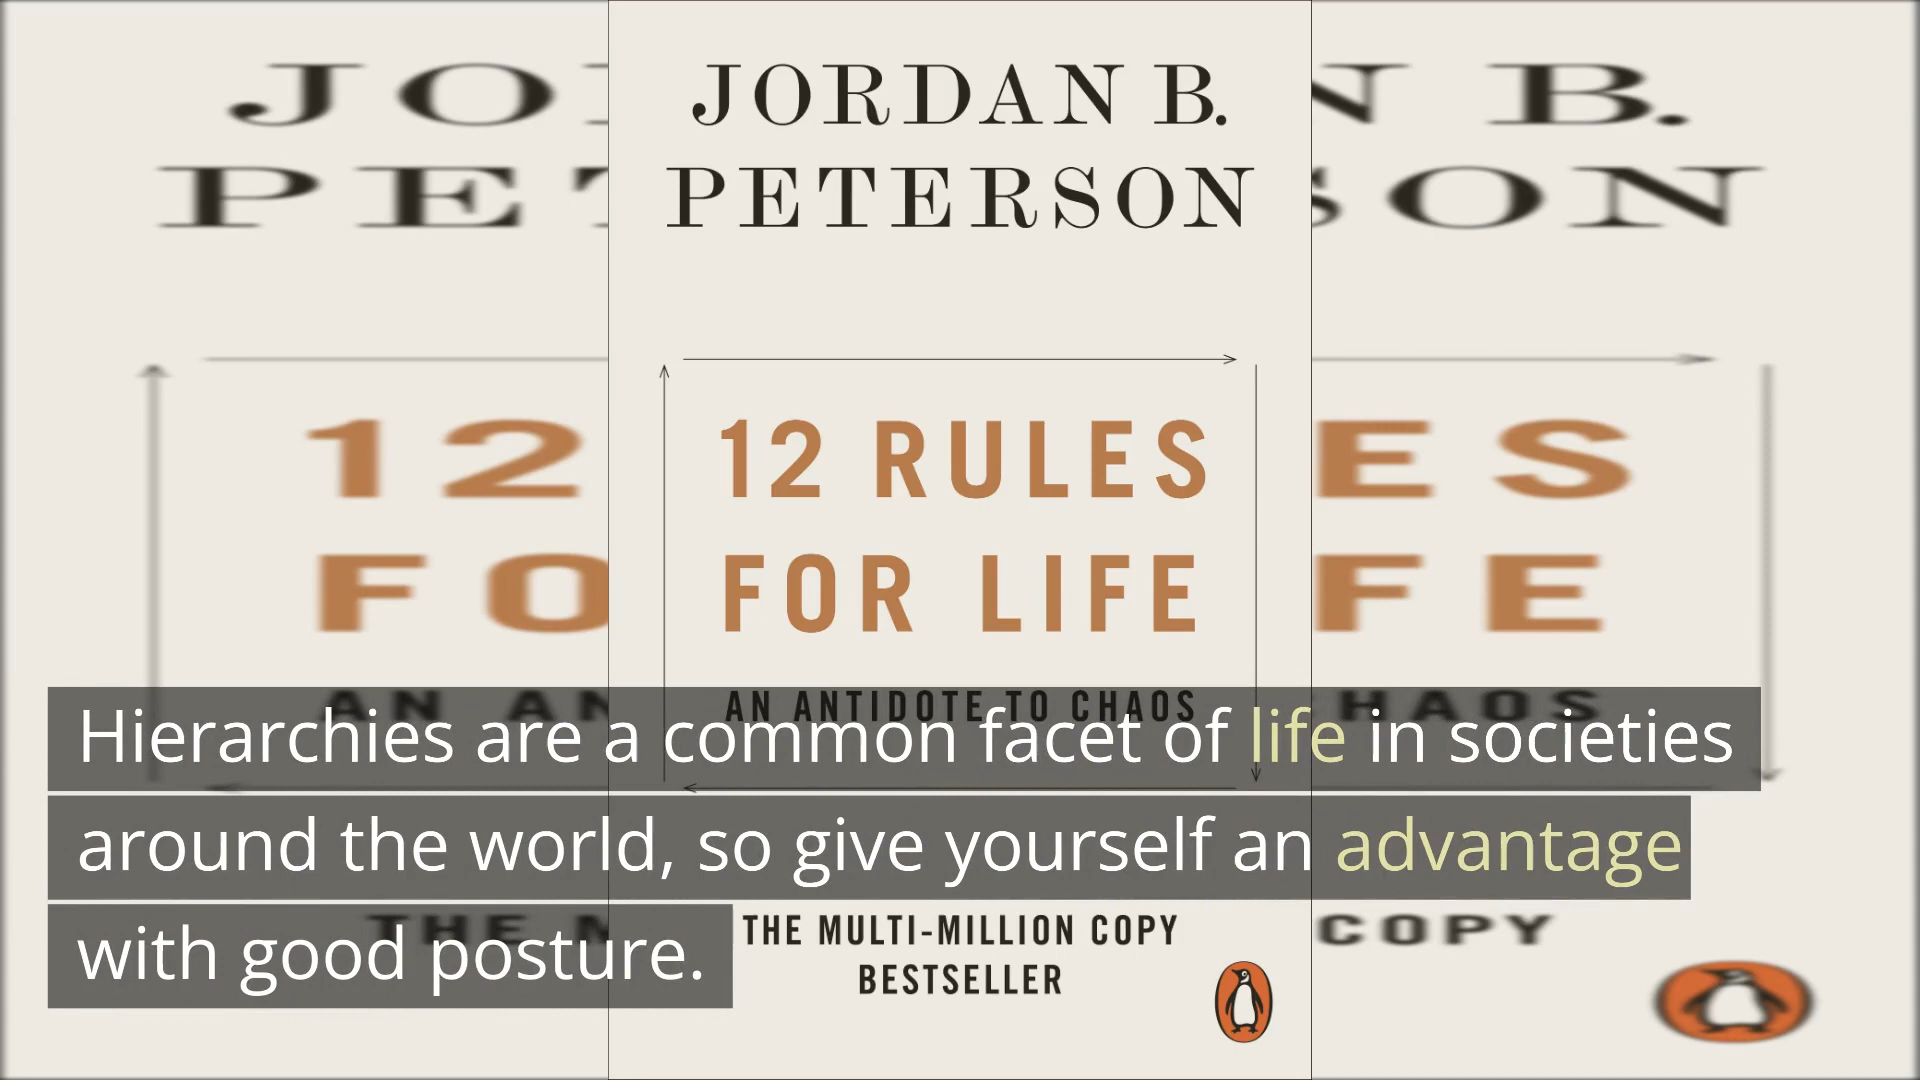 JORDAN B.
PETERSON
12 RULES
FOR LIFE
AN ANTIDOTE TO CHAOS
Hierarchies are a common facet of life in societies
around the world, so give yourself an advantage
with good posture.
THE MULTI-MILLION COPY
BESTSELLER